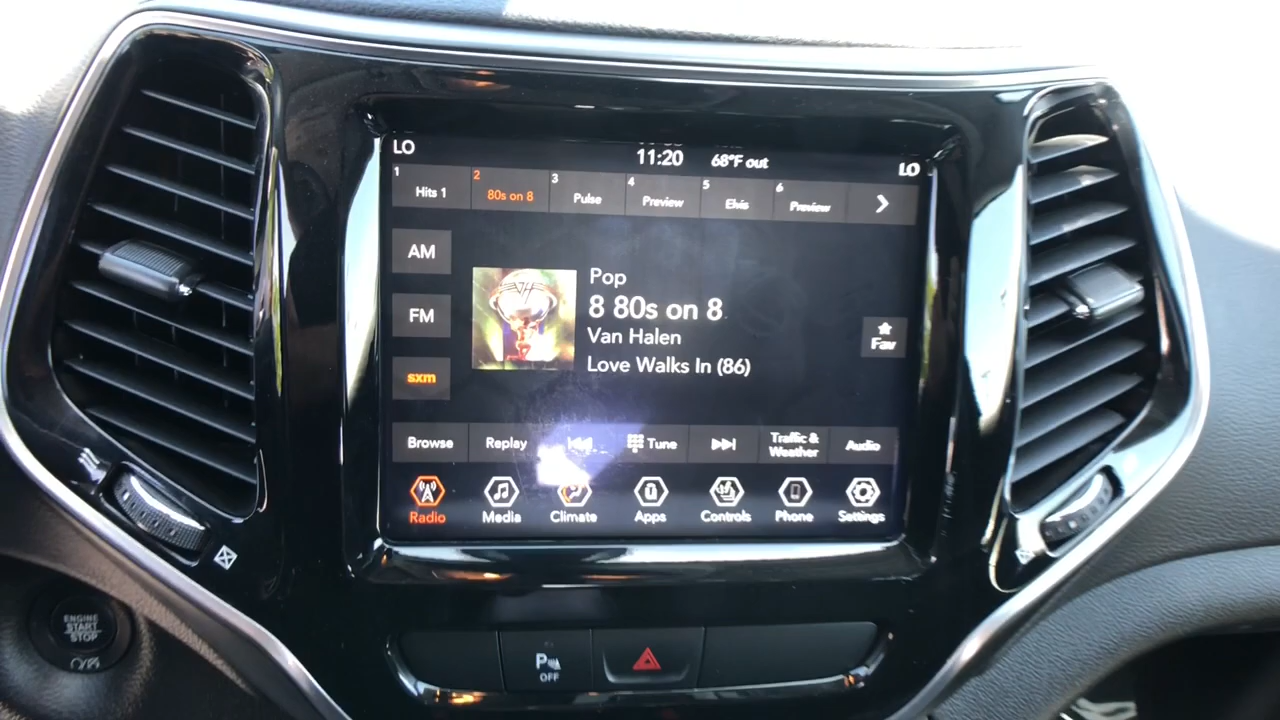 LO
11:20
68°F out
LO
1
Hits 1
2
80s on 8
3
Pulse
4
Preview
5
Elvis
6
Preview
AM
FM
sxm
VH
Pop
8 80s on 8
Van Halen
Love Walks In (86)
Fav
Browse
Replay
Tune
Traffic &
Weather
Audio
Radio
Media
Climate
Apps
Controls
Phone
Settings
ENGINE
START
STOP
P
OFF